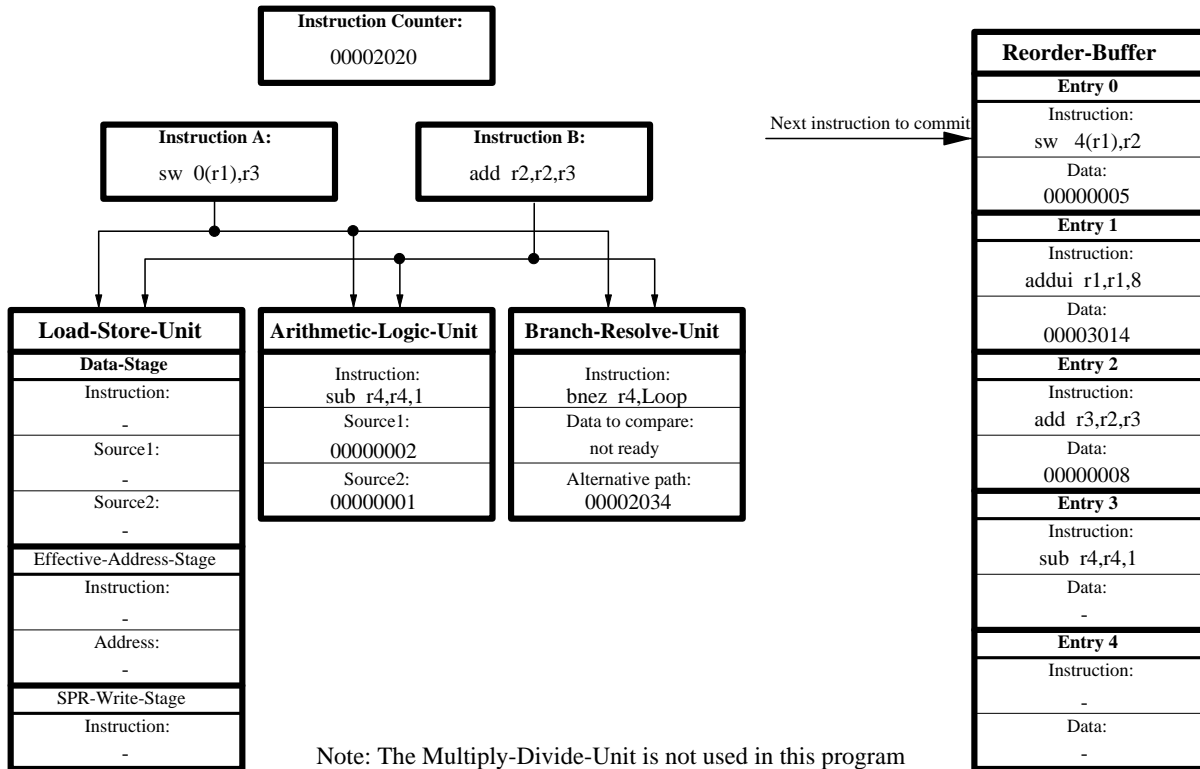 Instruction Counter:
00002020
Instruction A:
sw 0(r1),r3
Instruction B:
add r2,r2,r3
Next instruction to commit
Load-Store-Unit
Data-Stage
Instruction:
-
Source1:
-
Source2:
-
Effective-Address-Stage
Instruction:
-
Address:
-
SPR-Write-Stage
Instruction:
-
Arithmetic-Logic-Unit
Instruction:
sub r4,r4,1
Source1:
00000002
Source2:
00000001
Branch-Resolve-Unit
Instruction:
bnez r4,Loop
Data to compare:
not ready
Alternative path:
00002034
Reorder-Buffer
Entry 0
Instruction:
sw 4(r1),r2
Data:
00000005
Entry 1
Instruction:
addui r1,r1,8
Data:
00003014
Entry 2
Instruction:
add r3,r2,r3
Data:
00000008
Entry 3
Instruction:
sub r4,r4,1
Data:
-
Entry 4
Instruction:
-
Data:
-
Note: The Multiply-Divide-Unit is not used in this program